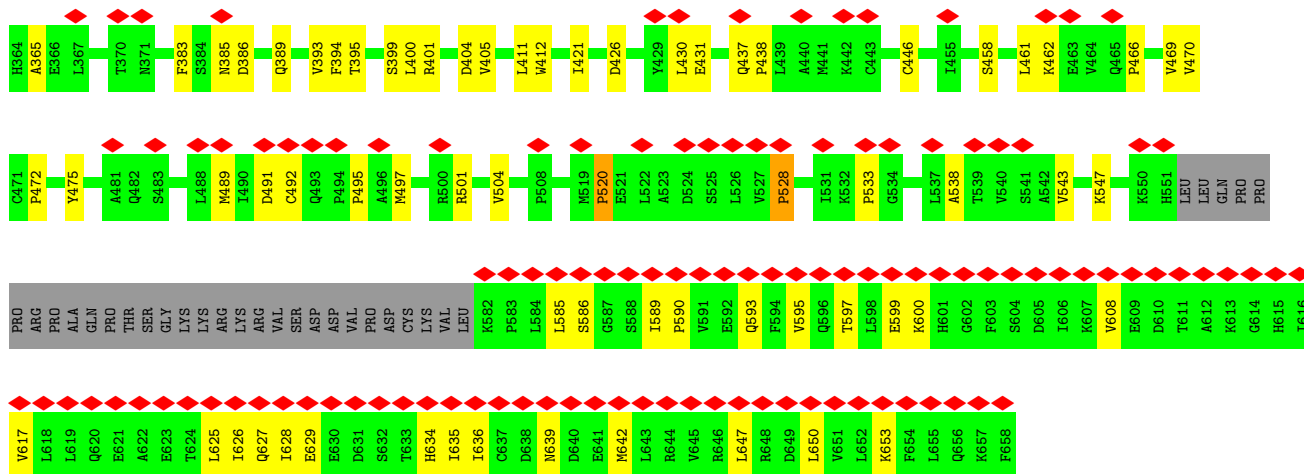 H364 A365 E366 L367 T370 N371 F383 S384 N385 D386 Q389 V393 F394 T395 S399 L400 R401 D404 V405 L411 W412 I421 D426 Y429 L430 E431 Q437 P438 L439 A440 M441 K442 C443 C446 I455 S458 L461 K462 E463 V464 Q465 P466 V469 V470
C471 P472 Y475 A481 Q482 S483 L488 M489 I490 D491 C492 Q493 P494 P495 A496 M497 R500 R501 V504 P508 M519 P520 E521 L522 A523 D524 S525 L526 V527 P528 I531 K532 P533 G534 L537 A538 T539 V540 S541 A542 V543 K547 K550 H551 LEU LEU GLN PRO PRO
PRO ARG PRO ALA GLN PRO THR SER GLY LYS LYS ARG LYS ARG VAL SER ASP ASP VAL PRO ASP CYS LYS VAL LEU K582 P583 L584 L585 S586 G587 S588 I589 P590 V591 E592 Q593 F594 V595 Q596 T597 L598 E599 K600 H601 G602 F603 S604 D605 I606 K607 V608 E609 D610 T611 A612 K613 G614 H615 I616
V617 L618 L619 Q620 E621 A622 E623 T624 L625 I626 Q627 I628 E629 E630 D631 S632 T633 H634 I635 I636 C637 D638 N639 D640 E641 M642 L643 R644 V645 R646 L647 R648 D649 L650 V651 L652 K653 F654 L655 Q656 K657 F658